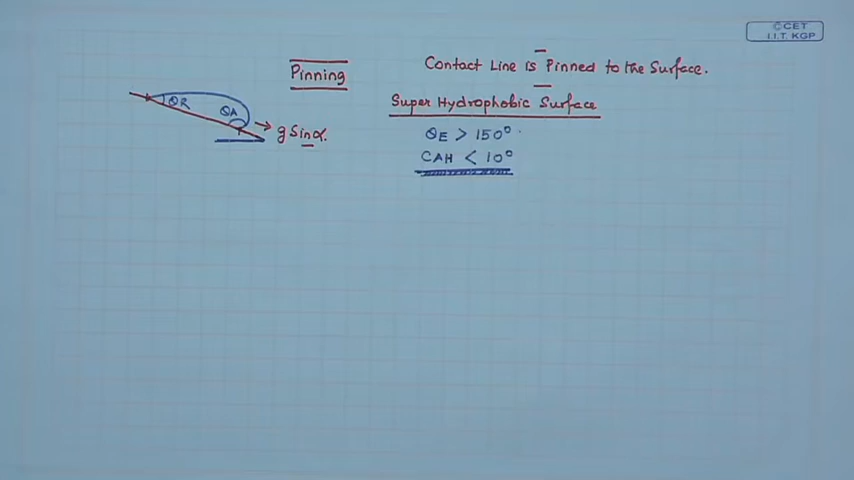 ©CET
I.I.T. KGP
Pinning
Contact Line is Pinned to the Surface.
Super Hydrophobic Surface
θE > 150°
CAH < 10°
θR
θA
g Sinα.